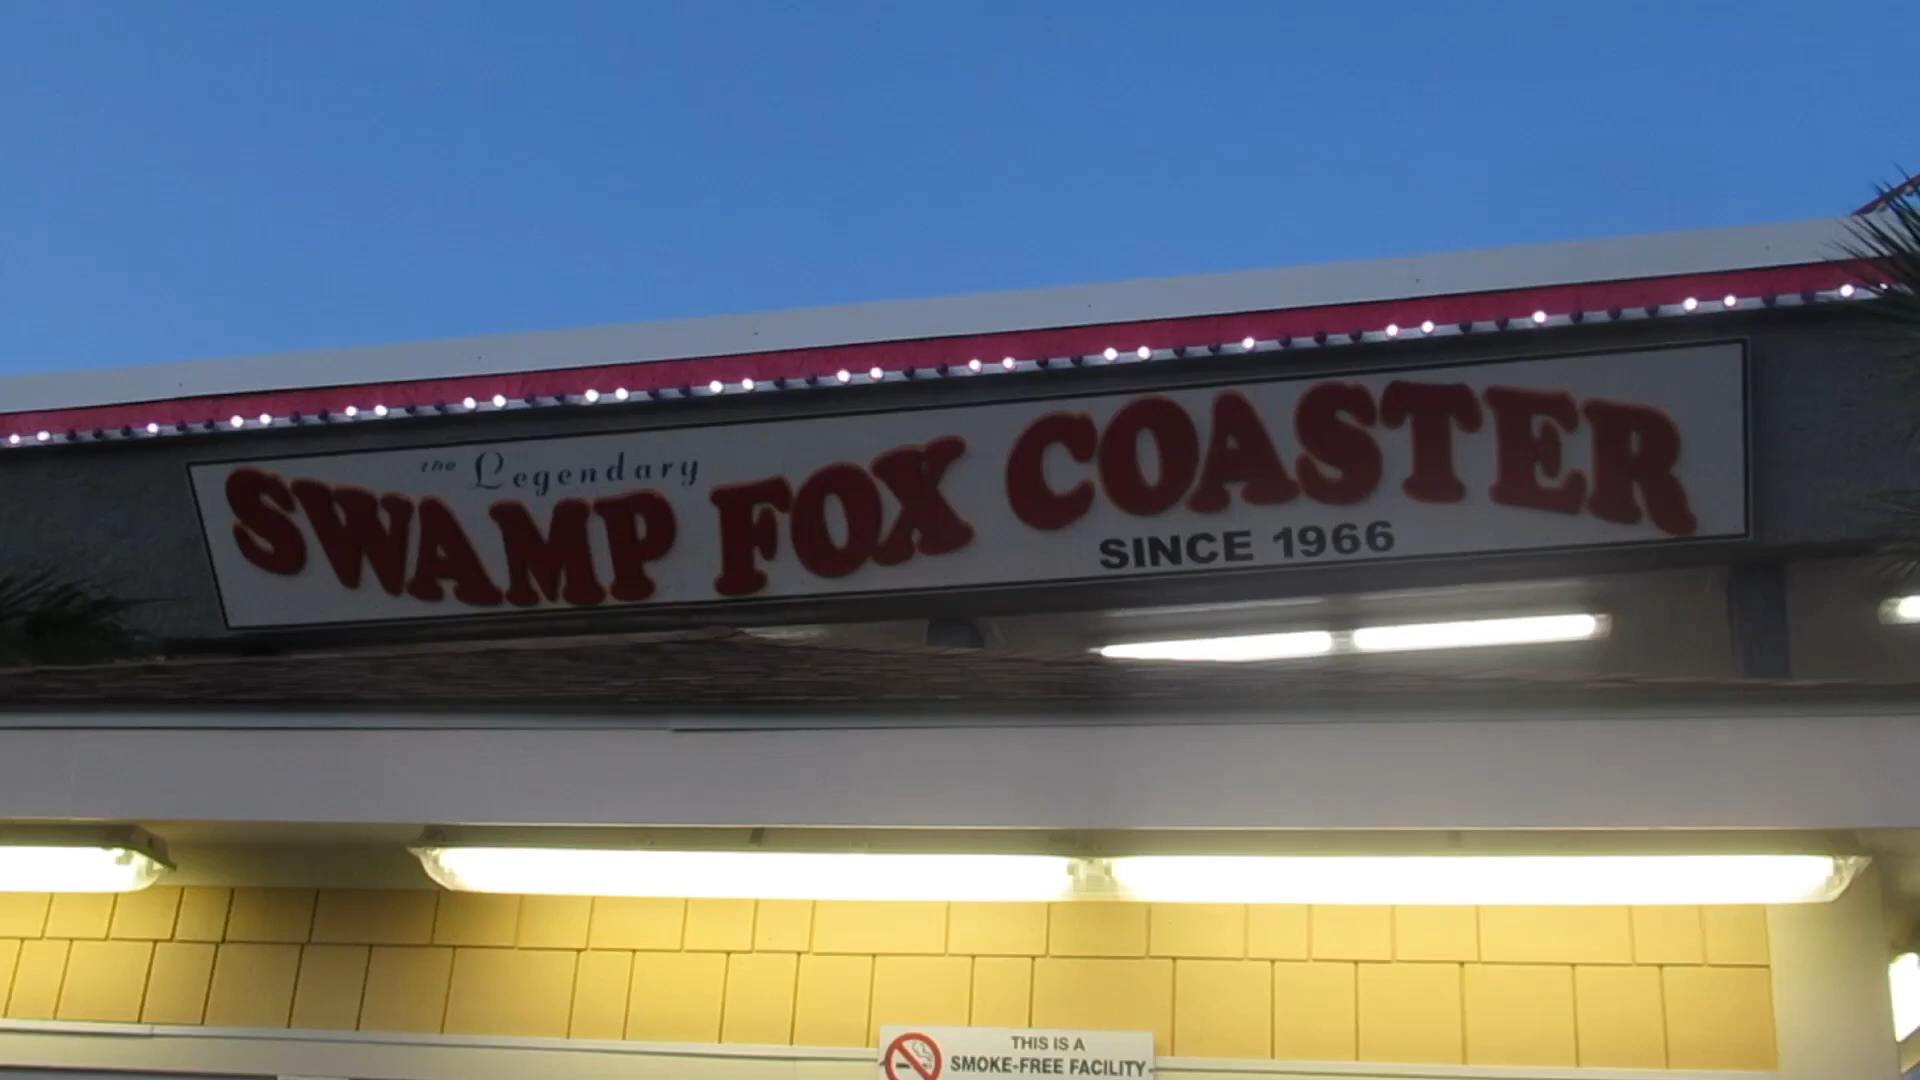 the Legendary
SWAMP FOX COASTER
SINCE 1966
THIS IS A
SMOKE-FREE FACILITY